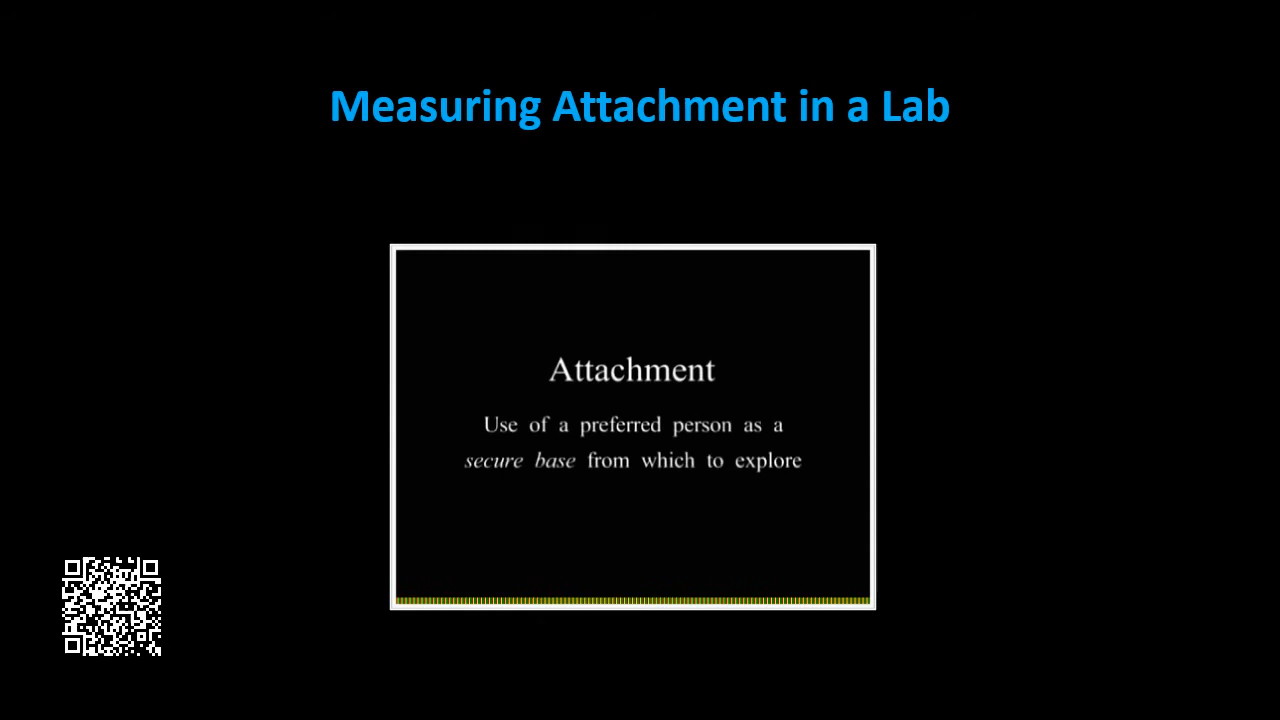 Measuring Attachment in a Lab
Attachment
Use of a preferred person as a
secure base from which to explore